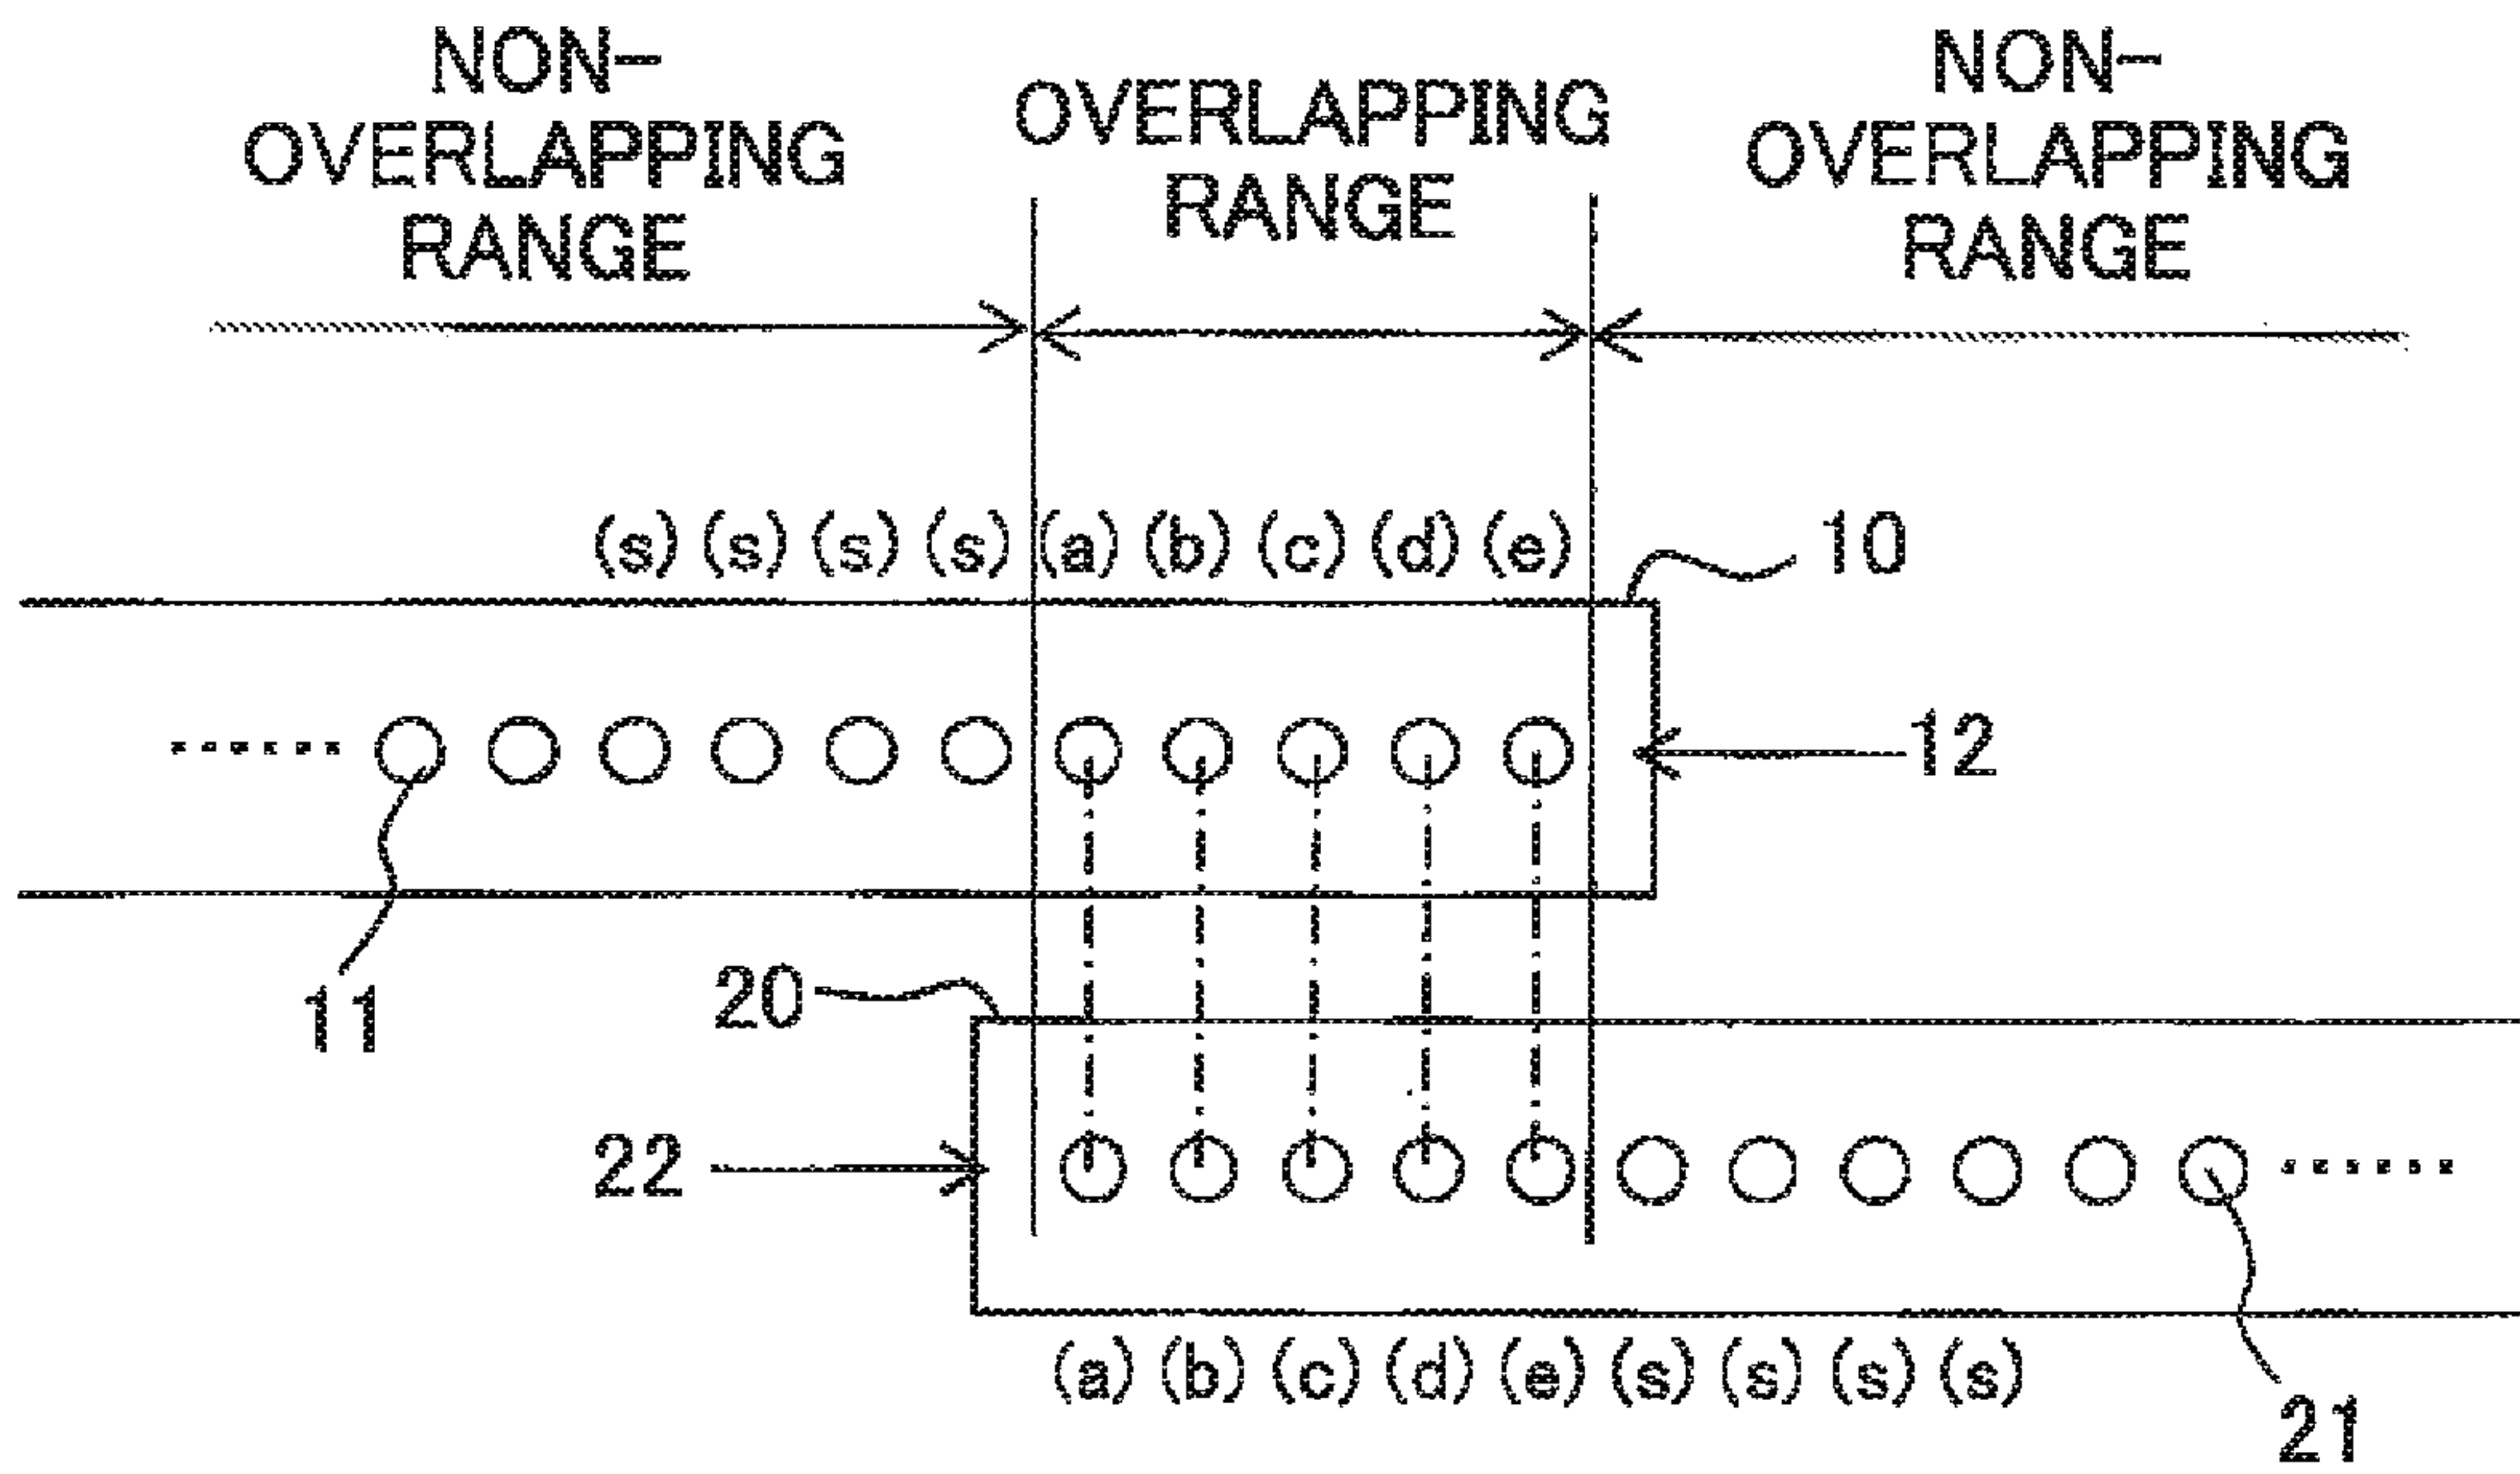 NON-
OVERLAPPING
RANGE
OVERLAPPING
RANGE
NON-
OVERLAPPING
RANGE
(s) (s) (s) (s) (a) (b) (c) (d) (e)
10
12
11
20
22
(a) (b) (c) (d) (e) (s) (s) (s) (s)
21